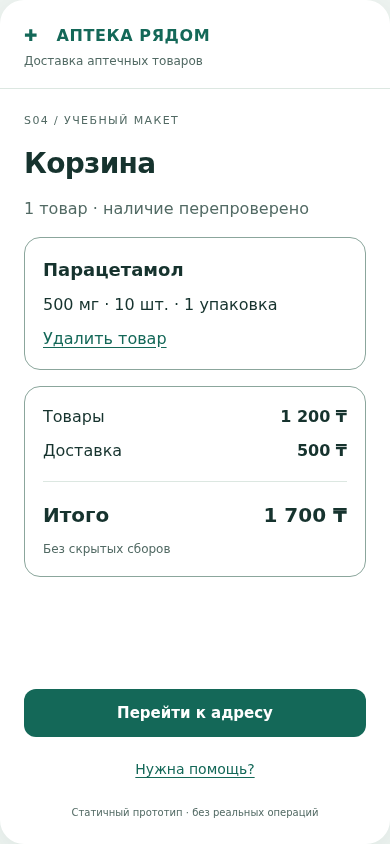 ✚ АПТЕКА РЯДОМ
Доставка аптечных товаров
S04 / УЧЕБНЫЙ МАКЕТ
Корзина
1 товар · наличие перепроверено
Парацетамол
500 мг · 10 шт. · 1 упаковка
Удалить товар
Товары 1 200 ₸
Доставка 500 ₸
Итого 1 700 ₸
Без скрытых сборов
Перейти к адресу
Нужна помощь?
Статичный прототип · без реальных операций